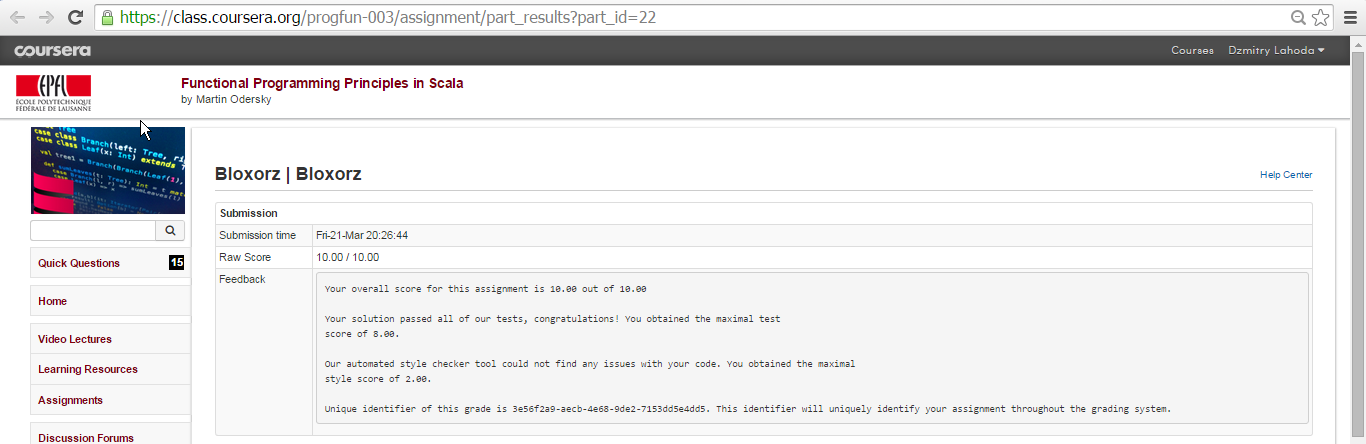 https://class.coursera.org/progfun-003/assignment/part_results?part_id=22
coursera
Courses
Dzmitry Lahoda
EPFL
ÉCOLE POLYTECHNIQUE
FÉDÉRALE DE LAUSANNE
Functional Programming Principles in Scala
by Martin Odersky
case class Branch(left: Tree, ri
case class Leaf(x: Int) extends
val tree1 = Branch(Branch(Leaf(1),
def sumLeaves(t: Tree): Int = t mat
Bloxorz | Bloxorz
Help Center
Quick Questions 15
Home
Video Lectures
Learning Resources
Assignments
Discussion Forums
Submission
Submission time Fri-21-Mar 20:26:44
Raw Score 10.00 / 10.00
Feedback
Your overall score for this assignment is 10.00 out of 10.00
Your solution passed all of our tests, congratulations! You obtained the maximal test
score of 8.00.
Our automated style checker tool could not find any issues with your code. You obtained the maximal
style score of 2.00.
Unique identifier of this grade is 3e56f2a9-aecb-4e68-9de2-7153dd5e4dd5. This identifier will uniquely identify your assignment throughout the grading system.